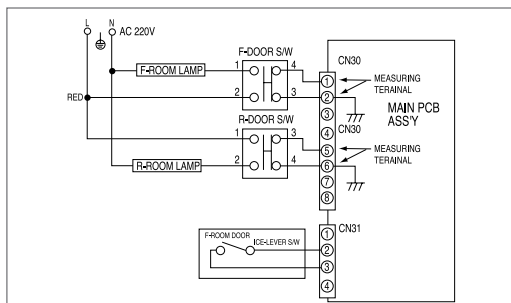 L N
AC 220V
F-DOOR S/W
F-ROOM LAMP
1 4
2 3
RED
R-DOOR S/W
1 3
2 4
R-ROOM LAMP
CN30
1
2
3
4
CN30
5
6
7
8
MEASURING
TERAINAL
MAIN PCB
ASS'Y
MEASURING
TERAINAL
CN31
1
2
3
4
F-ROOM DOOR
ICE-LEVER S/W